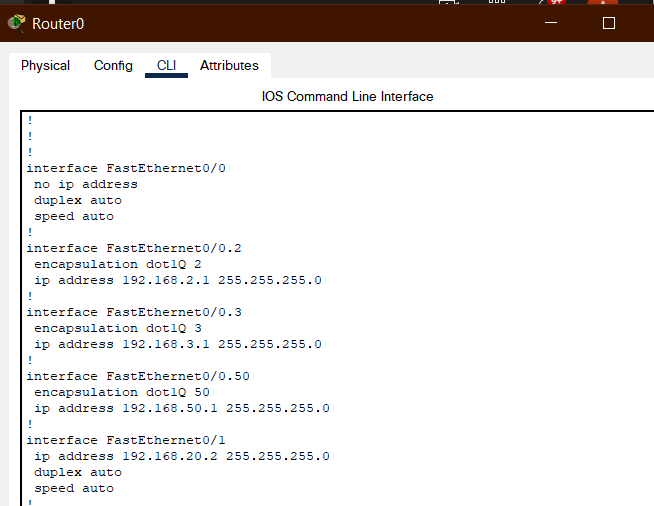 Router0
Physical Config CLI Attributes
IOS Command Line Interface
!
!
!
interface FastEthernet0/0
no ip address
duplex auto
speed auto
!
interface FastEthernet0/0.2
encapsulation dot1Q 2
ip address 192.168.2.1 255.255.255.0
!
interface FastEthernet0/0.3
encapsulation dot1Q 3
ip address 192.168.3.1 255.255.255.0
!
interface FastEthernet0/0.50
encapsulation dot1Q 50
ip address 192.168.50.1 255.255.255.0
!
interface FastEthernet0/1
ip address 192.168.20.2 255.255.255.0
duplex auto
speed auto
!